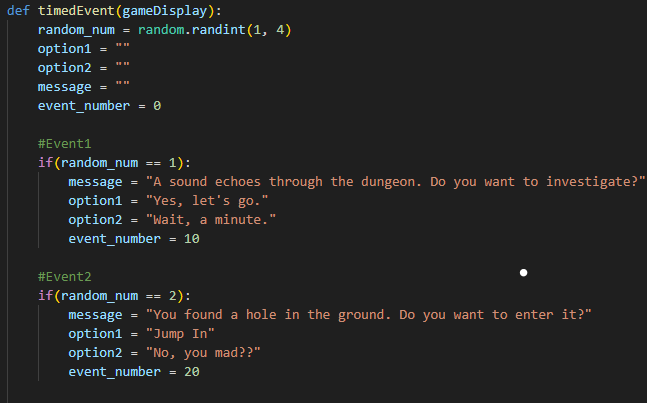 def timedEvent(gameDisplay):
    random_num = random.randint(1, 4)
    option1 = ""
    option2 = ""
    message = ""
    event_number = 0
    #Event1
    if(random_num == 1):
        message = "A sound echoes through the dungeon. Do you want to investigate?"
        option1 = "Yes, let's go."
        option2 = "Wait, a minute."
        event_number = 10
    #Event2
    if(random_num == 2):
        message = "You found a hole in the ground. Do you want to enter it?"
        option1 = "Jump In"
        option2 = "No, you mad??"
        event_number = 20